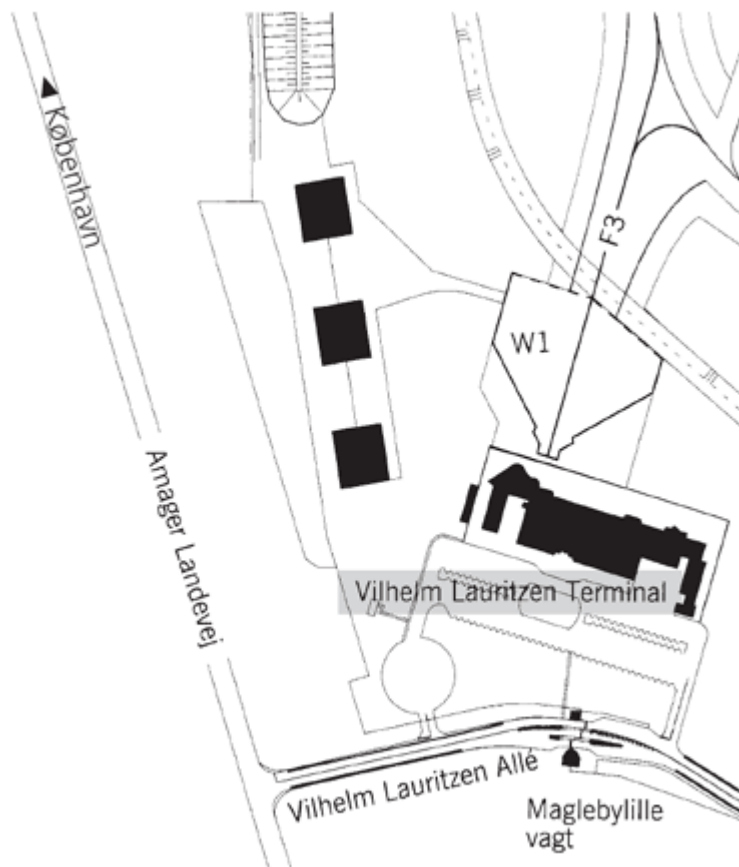 København
F3
W1
Amager Landevej
Vilhelm Lauritzen Terminal
Vilhelm Lauritzen Allé
Maglebylille
vagt